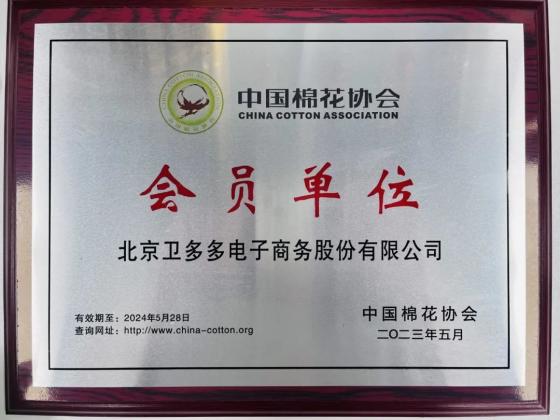 中国棉花协会
CHINA COTTON ASSOCIATION
会员单位
北京卫多多电子商务股份有限公司
有效期至：2024年5月28日
查询网址：http://www.china-cotton.org
中国棉花协会
二〇二三年五月